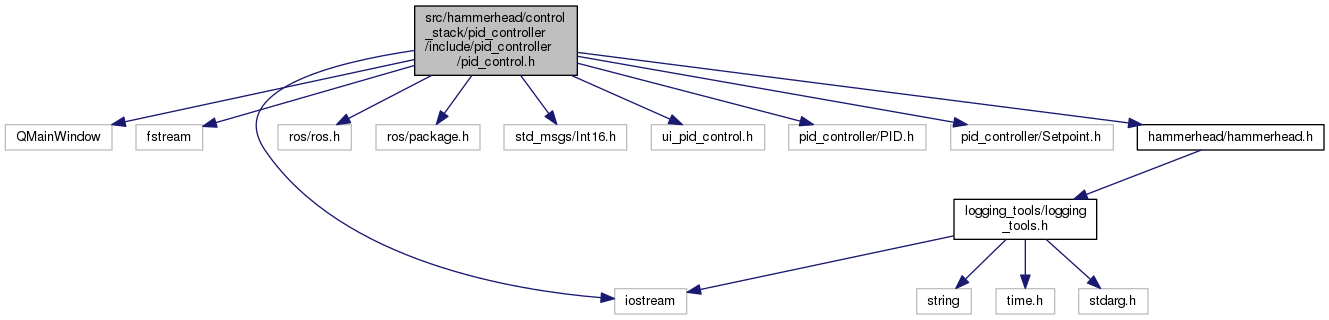 src/hammerhead/control
_stack/pid_controller
/include/pid_controller
/pid_control.h
QMainWindow
fstream
ros/ros.h
ros/package.h
std_msgs/Int16.h
ui_pid_control.h
pid_controller/PID.h
pid_controller/Setpoint.h
hammerhead/hammerhead.h
logging_tools/logging
_tools.h
iostream
string
time.h
stdarg.h